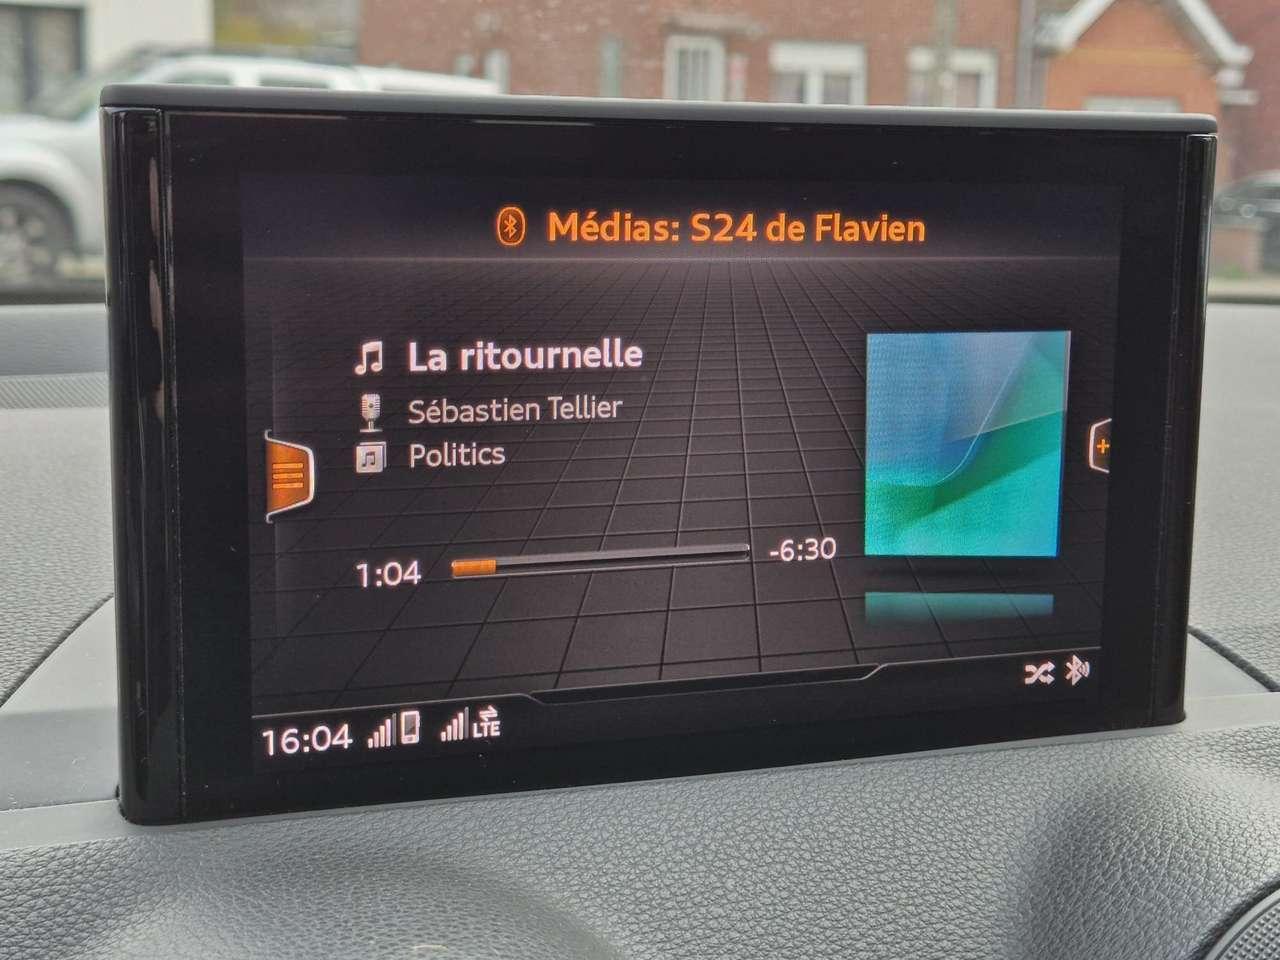 Médias: S24 de Flavien
La ritournelle
Sébastien Tellier
Politics
1:04
-6:30
16:04
LTE